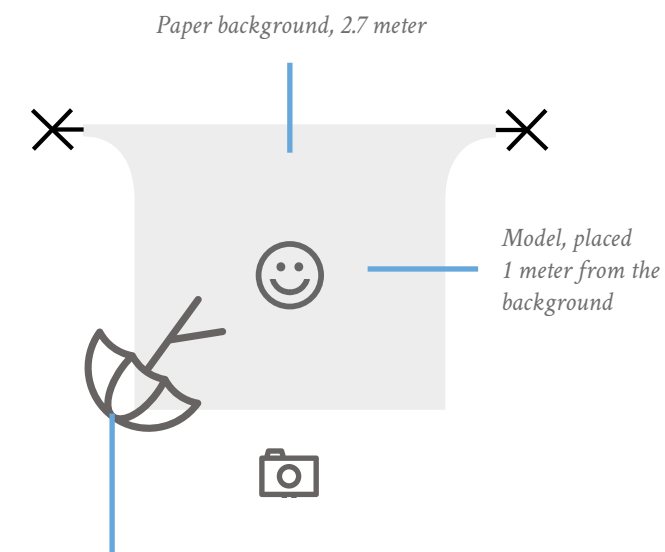 Paper background, 2.7 meter
Model, placed
1 meter from the
background